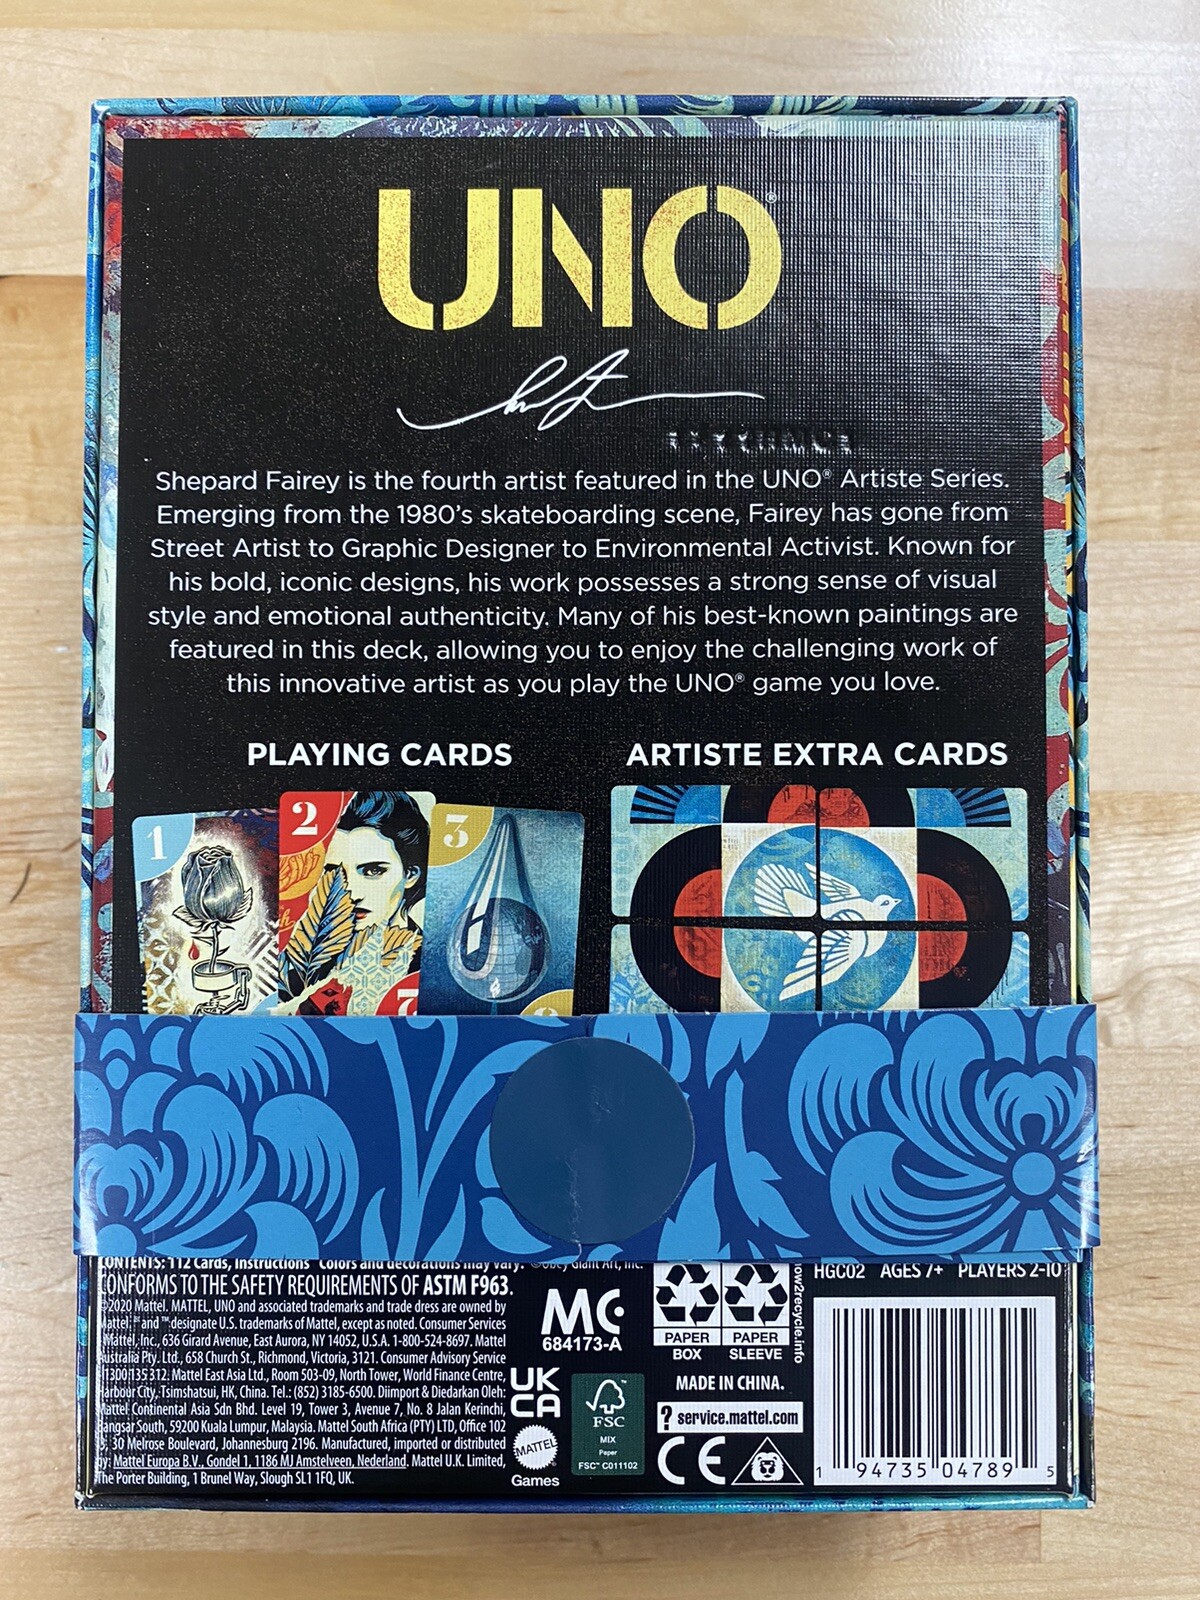 UNO®
Shepard Fairey is the fourth artist featured in the UNO® Artiste Series.
Emerging from the 1980's skateboarding scene, Fairey has gone from
Street Artist to Graphic Designer to Environmental Activist. Known for
his bold, iconic designs, his work possesses a strong sense of visual
style and emotional authenticity. Many of his best-known paintings are
featured in this deck, allowing you to enjoy the challenging work of
this innovative artist as you play the UNO® game you love.
PLAYING CARDS
ARTISTE EXTRA CARDS
1
2
3
CONTENTS: 112 Cards, Instructions Colors and decorations may vary. ©Obey Giant Art, Inc.
CONFORMS TO THE SAFETY REQUIREMENTS OF ASTM F963.
©2020 Mattel. MATTEL, UNO and associated trademarks and trade dress are owned by
Mattel. ® and ™ designate U.S. trademarks of Mattel, except as noted. Consumer Services
Mattel, Inc., 636 Girard Avenue, East Aurora, NY 14052, U.S.A. 1-800-524-8697. Mattel
Australia Pty. Ltd., 658 Church St., Richmond, Victoria, 3121. Consumer Advisory Service
1300 135 312. Mattel East Asia Ltd., Room 503-09, North Tower, World Finance Centre,
Harbour City, Tsimshatsui, HK, China. Tel.: (852) 3185-6500. Diimport & Diedarkan Oleh:
Mattel Continental Asia Sdn Bhd. Level 19, Tower 3, Avenue 7, No. 8 Jalan Kerinchi,
Bangsar South, 59200 Kuala Lumpur, Malaysia. Mattel South Africa (PTY) LTD, Office 102
30 Melrose Boulevard, Johannesburg 2196. Manufactured, imported or distributed
by: Mattel Europa B.V., Gondel 1, 1186 MJ Amstelveen, Nederland. Mattel U.K. Limited,
The Porter Building, 1 Brunel Way, Slough SL1 1FQ, UK.
MC
684173-A
UK
CA
MATTEL
Games
FSC™
MIX
Paper
FSC™ C011102
PAPER
BOX
PAPER
SLEEVE
how2recycle.info
MADE IN CHINA.
? service.mattel.com
CE
HGC02 AGES 7+ PLAYERS 2-10
1 94735 04789 5